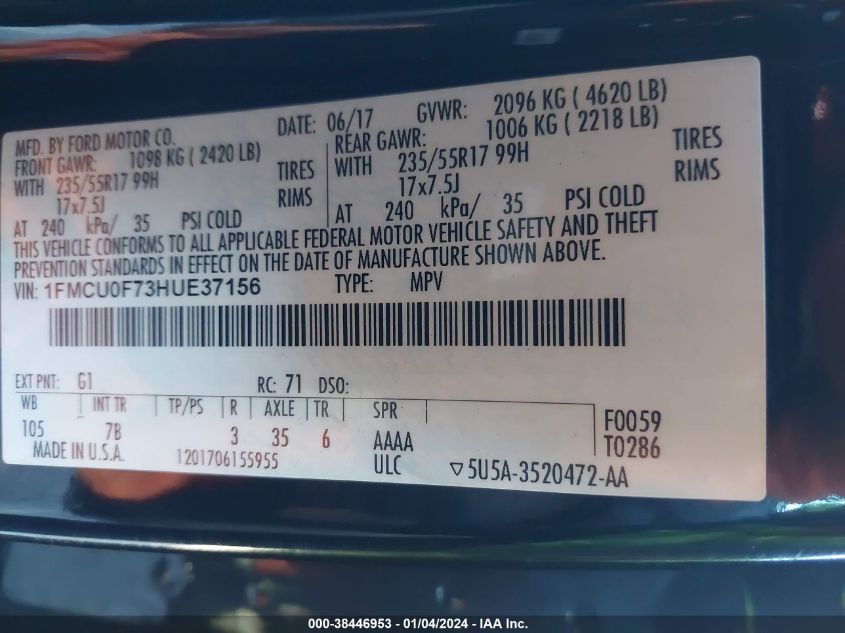 MFD. BY FORD MOTOR CO.
DATE: 06/17 GVWR: 2096 KG ( 4620 LB)
FRONT GAWR: 1098 KG ( 2420 LB)
REAR GAWR: 1006 KG ( 2218 LB)
WITH 235/55R17 99H TIRES
WITH 235/55R17 99H TIRES
17x7.5J RIMS
17x7.5J RIMS
AT 240 kPa/ 35 PSI COLD
AT 240 kPa/ 35 PSI COLD
THIS VEHICLE CONFORMS TO ALL APPLICABLE FEDERAL MOTOR VEHICLE SAFETY AND THEFT
PREVENTION STANDARDS IN EFFECT ON THE DATE OF MANUFACTURE SHOWN ABOVE.
VIN: 1FMCU0F73HUE37156 TYPE: MPV
EXT PNT: G1 RC: 71 DSO:
WB INT TR TP/PS R AXLE TR SPR
105 7B 3 35 6 AAAA
F0059
T0286
MADE IN U.S.A. 1201706155955 ULC ▽5U5A-3520472-AA
000-38446953 - 01/04/2024 - IAA Inc.